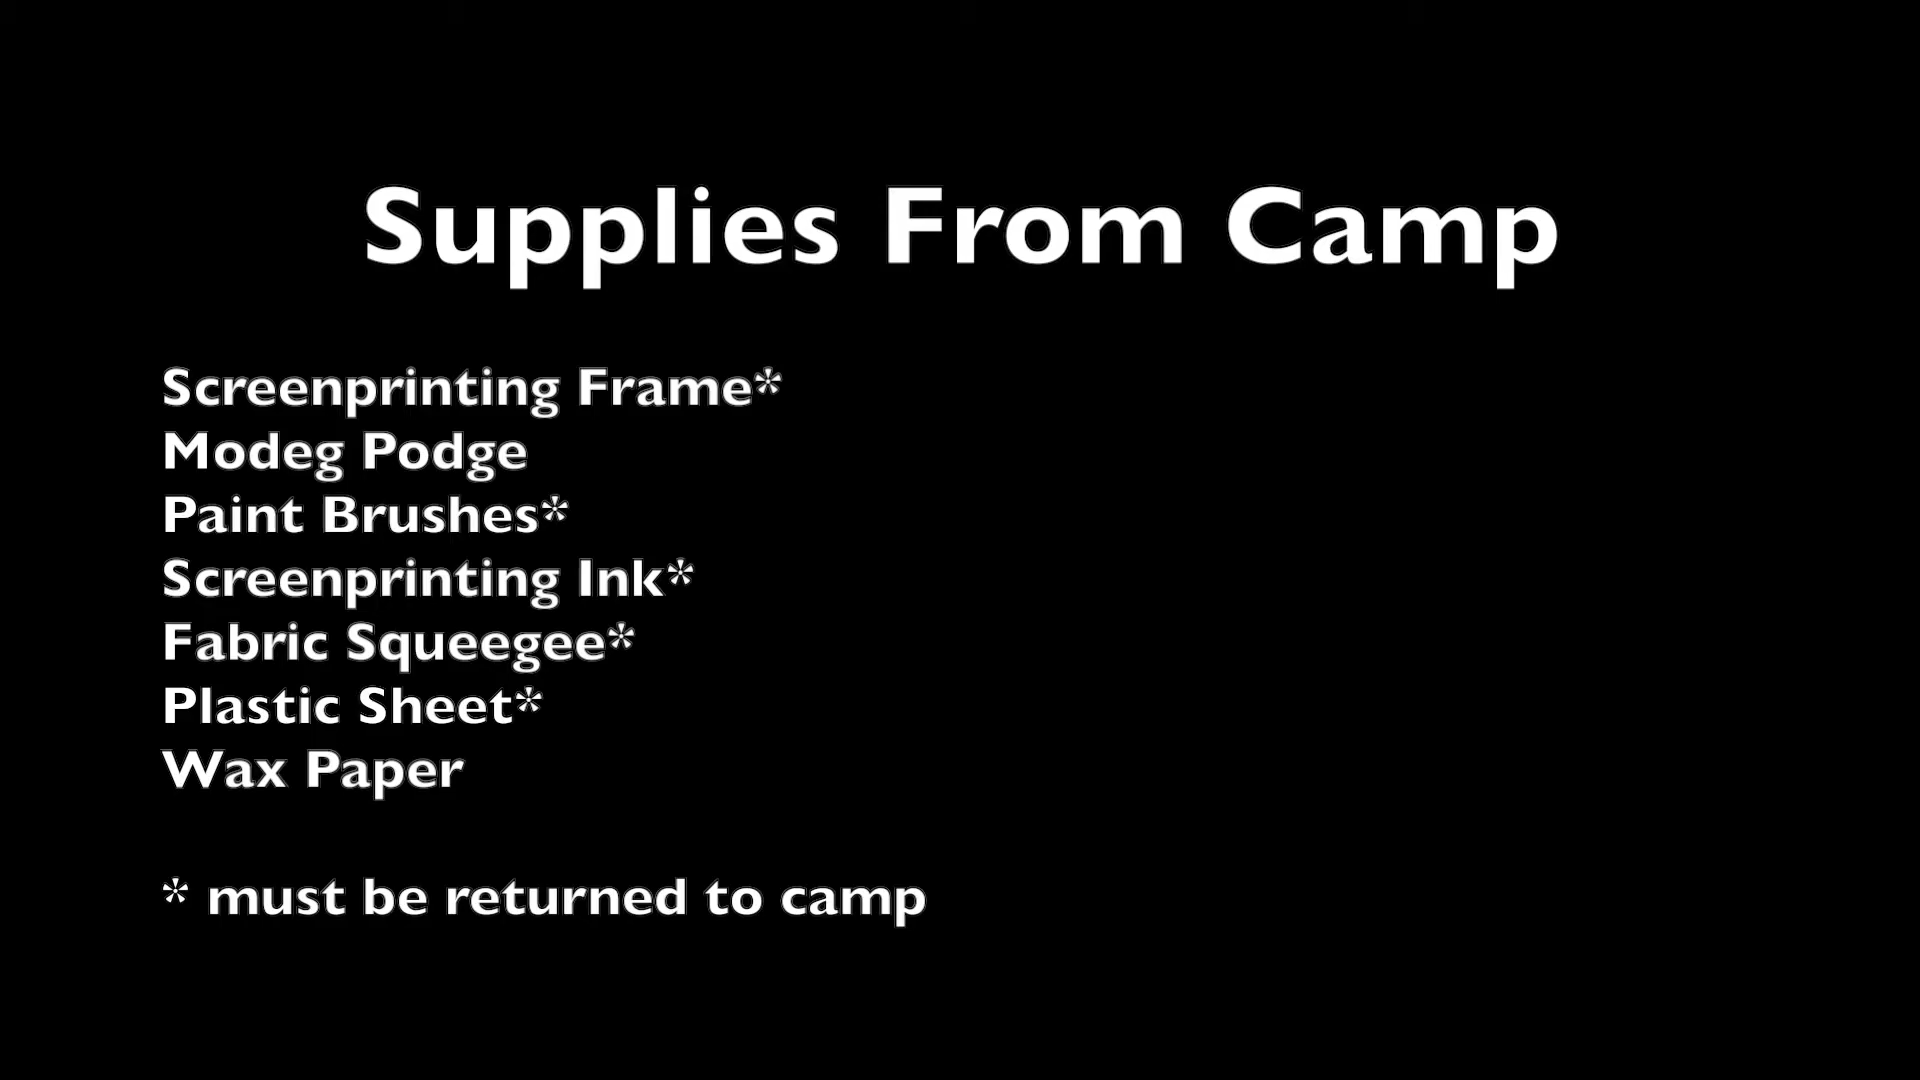 Supplies From Camp
Screenprinting Frame*
Modeg Podge
Paint Brushes*
Screenprinting Ink*
Fabric Squeegee*
Plastic Sheet*
Wax Paper
* must be returned to camp